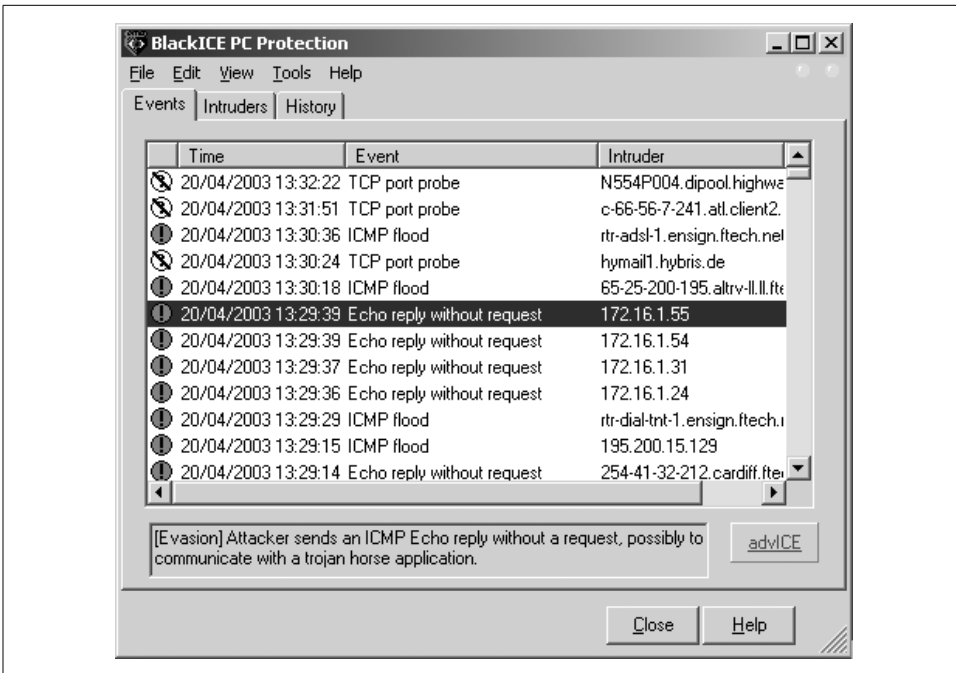 BlackICE PC Protection
File Edit View Tools Help
Events Intruders History
Time Event Intruder
20/04/2003 13:32:22 TCP port probe N554P004.dipool.highwa
20/04/2003 13:31:51 TCP port probe c-66-56-7-241.atl.client2.
20/04/2003 13:30:36 ICMP flood rtr-adsl-1.ensign.ftech.net
20/04/2003 13:30:24 TCP port probe hymail1.hybris.de
20/04/2003 13:30:18 ICMP flood 65-25-200-195.altrv-ll.ll.fte
20/04/2003 13:29:39 Echo reply without request 172.16.1.55
20/04/2003 13:29:39 Echo reply without request 172.16.1.54
20/04/2003 13:29:37 Echo reply without request 172.16.1.31
20/04/2003 13:29:36 Echo reply without request 172.16.1.24
20/04/2003 13:29:29 ICMP flood rtr-dial-tnt-1.ensign.ftech.
20/04/2003 13:29:15 ICMP flood 195.200.15.129
20/04/2003 13:29:14 Echo reply without request 254-41-32-212.cardiff.fte
[Evasion] Attacker sends an ICMP Echo reply without a request, possibly to
communicate with a trojan horse application.
advICE
Close Help